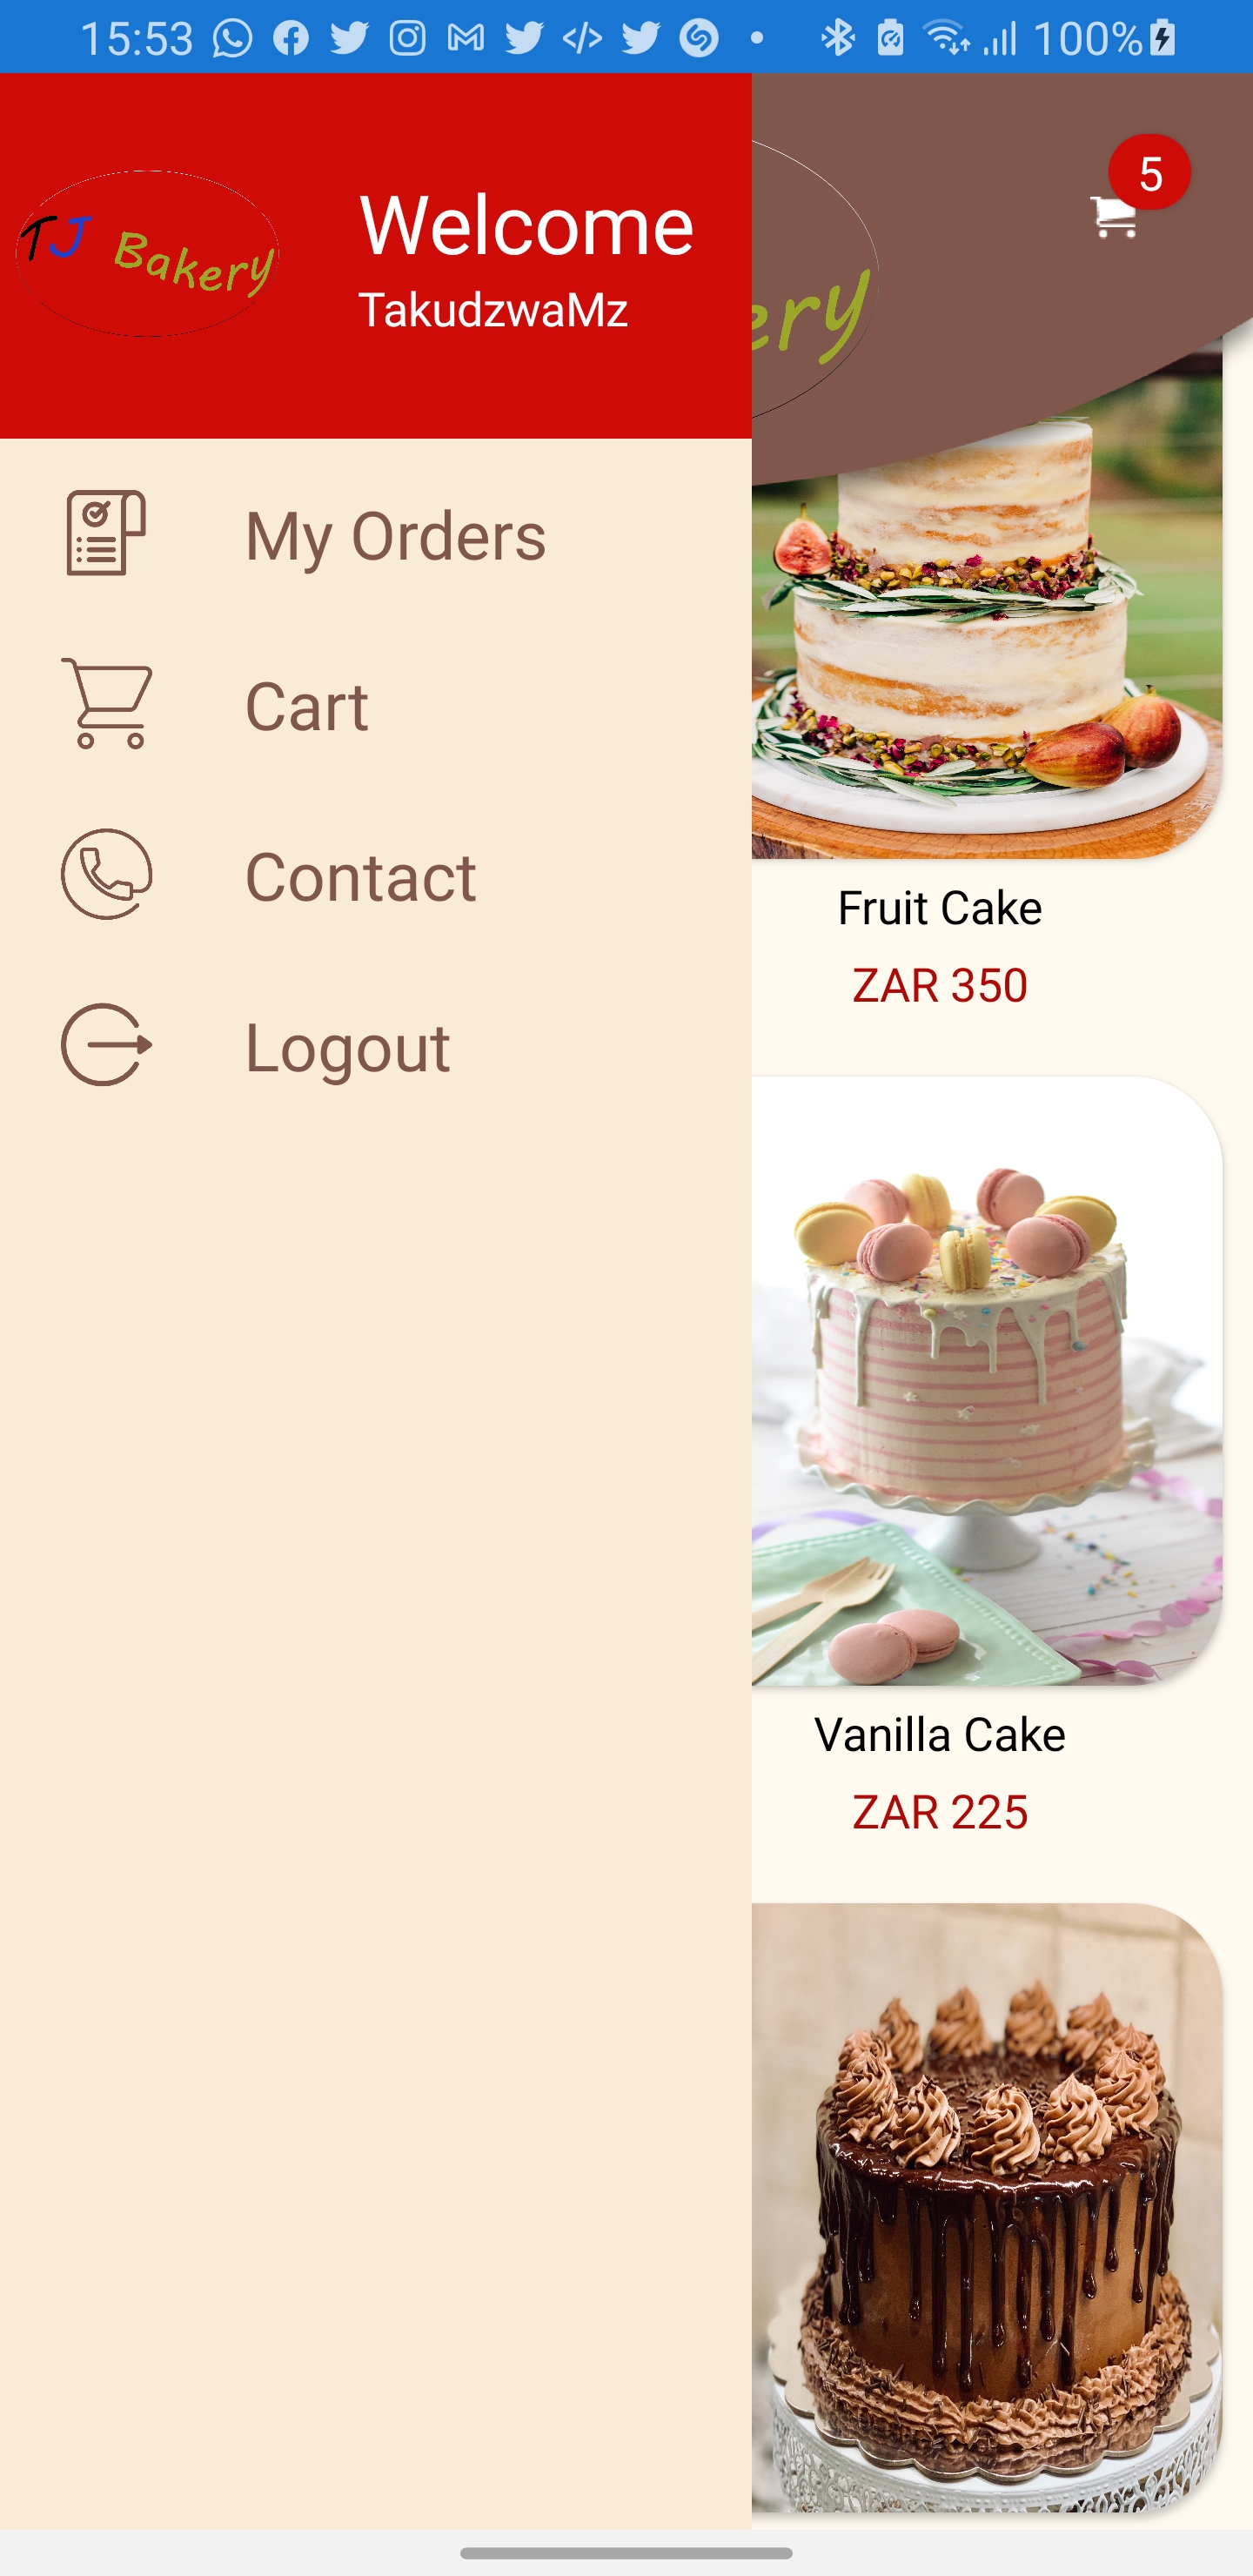 15:53
100%
TJ Bakery
Welcome
TakudzwaMz
ery
5
My Orders
Cart
Contact
Logout
Fruit Cake
ZAR 350
Vanilla Cake
ZAR 225